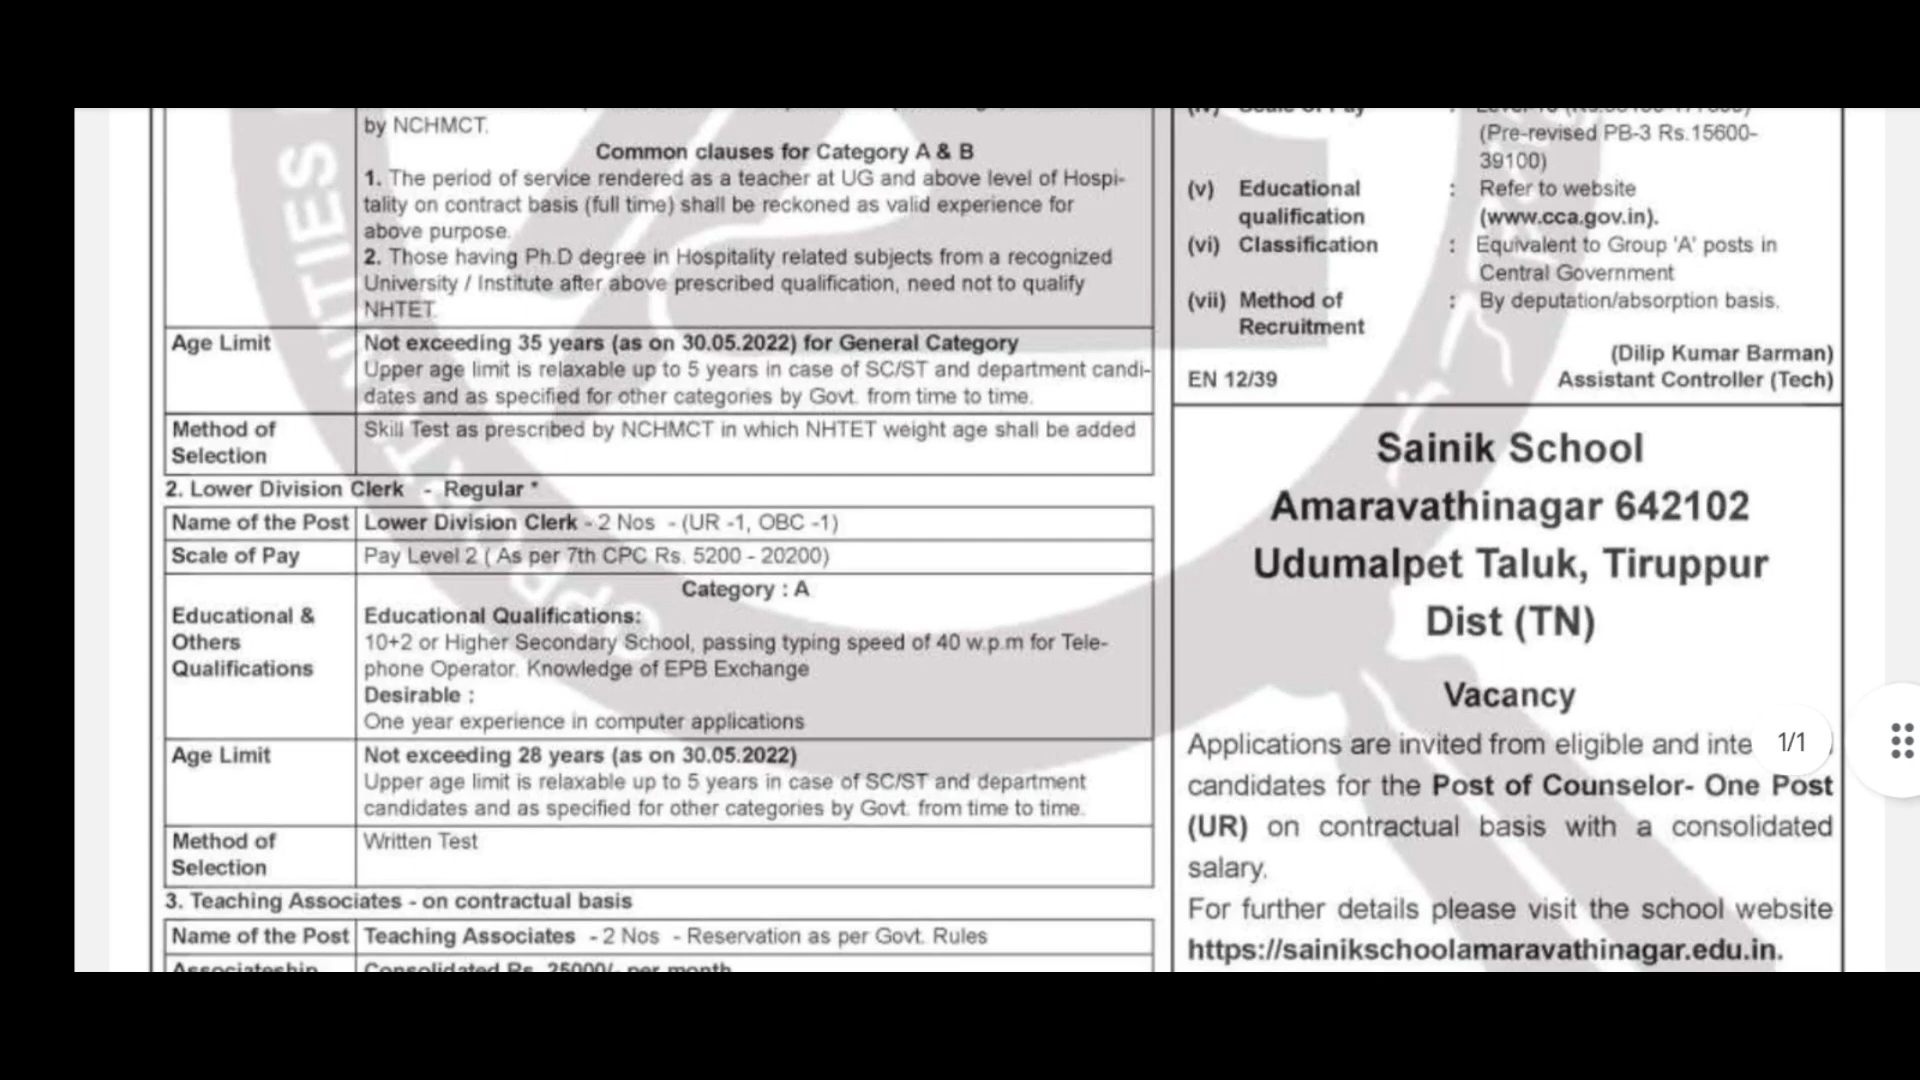 by NCHMCT.
Common clauses for Category A & B
1. The period of service rendered as a teacher at UG and above level of Hospi-
tality on contract basis (full time) shall be reckoned as valid experience for
above purpose.
2. Those having Ph.D degree in Hospitality related subjects from a recognized
University / Institute after above prescribed qualification, need not to qualify
NHTET.
Age Limit
Not exceeding 35 years (as on 30.05.2022) for General Category
Upper age limit is relaxable up to 5 years in case of SC/ST and department candi-
dates and as specified for other categories by Govt. from time to time.
Method of
Selection
Skill Test as prescribed by NCHMCT in which NHTET weight age shall be added
2. Lower Division Clerk - Regular *
Name of the Post
Lower Division Clerk - 2 Nos - (UR -1, OBC -1)
Scale of Pay
Pay Level 2 ( As per 7th CPC Rs. 5200 - 20200)
Category : A
Educational &
Others
Qualifications
Educational Qualifications:
10+2 or Higher Secondary School, passing typing speed of 40 w.p.m for Tele-
phone Operator. Knowledge of EPB Exchange
Desirable :
One year experience in computer applications
Age Limit
Not exceeding 28 years (as on 30.05.2022)
Upper age limit is relaxable up to 5 years in case of SC/ST and department
candidates and as specified for other categories by Govt. from time to time.
Method of
Selection
Written Test
3. Teaching Associates - on contractual basis
Name of the Post
Teaching Associates - 2 Nos - Reservation as per Govt. Rules
Associateship
Consolidated Rs. 25000/- per month
(iv) Scale of Pay :
(Pre-revised PB-3 Rs.15600-
39100)
(v) Educational : Refer to website
qualification (www.cca.gov.in).
(vi) Classification : Equivalent to Group 'A' posts in
Central Government
(vii) Method of : By deputation/absorption basis.
Recruitment
(Dilip Kumar Barman)
EN 12/39 Assistant Controller (Tech)
Sainik School
Amaravathinagar 642102
Udumalpet Taluk, Tiruppur
Dist (TN)
Vacancy
Applications are invited from eligible and inte
candidates for the Post of Counselor- One Post
(UR) on contractual basis with a consolidated
salary.
For further details please visit the school website
https://sainikschoolamaravathinagar.edu.in.
1/1